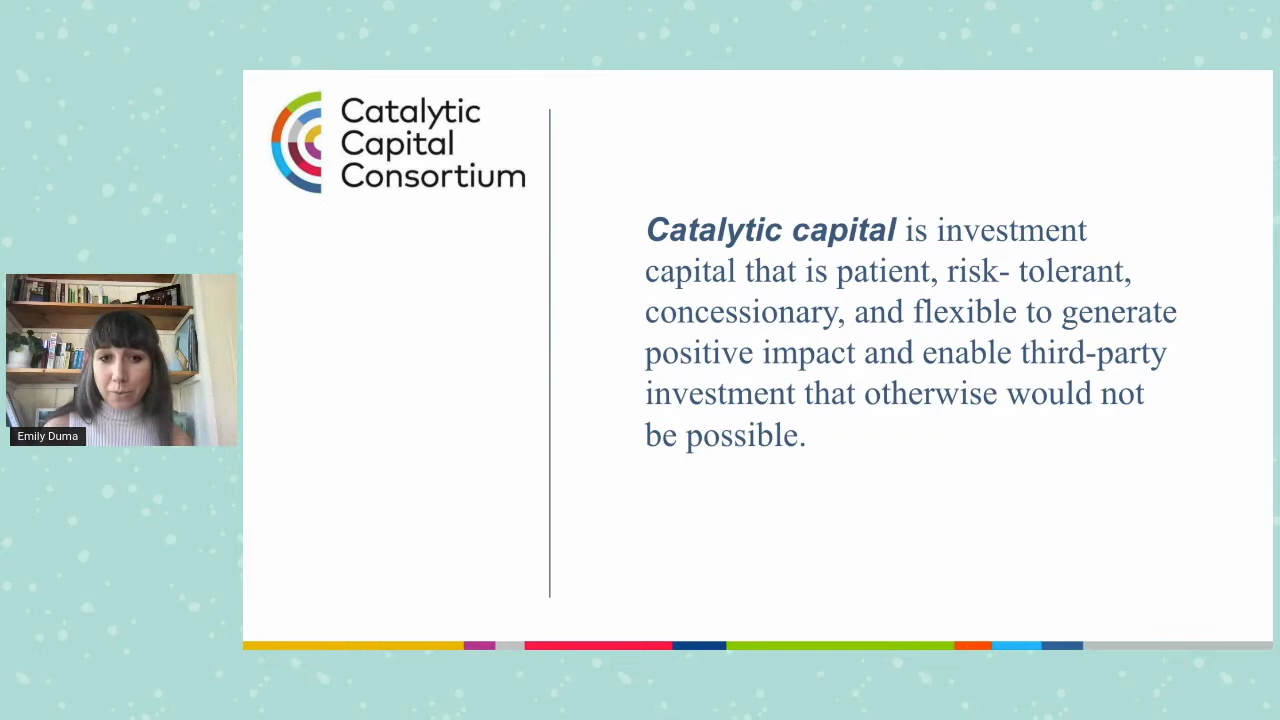 Catalytic
Capital
Consortium
Catalytic capital is investment
capital that is patient, risk- tolerant,
concessionary, and flexible to generate
positive impact and enable third-party
investment that otherwise would not
be possible.
Emily Duma